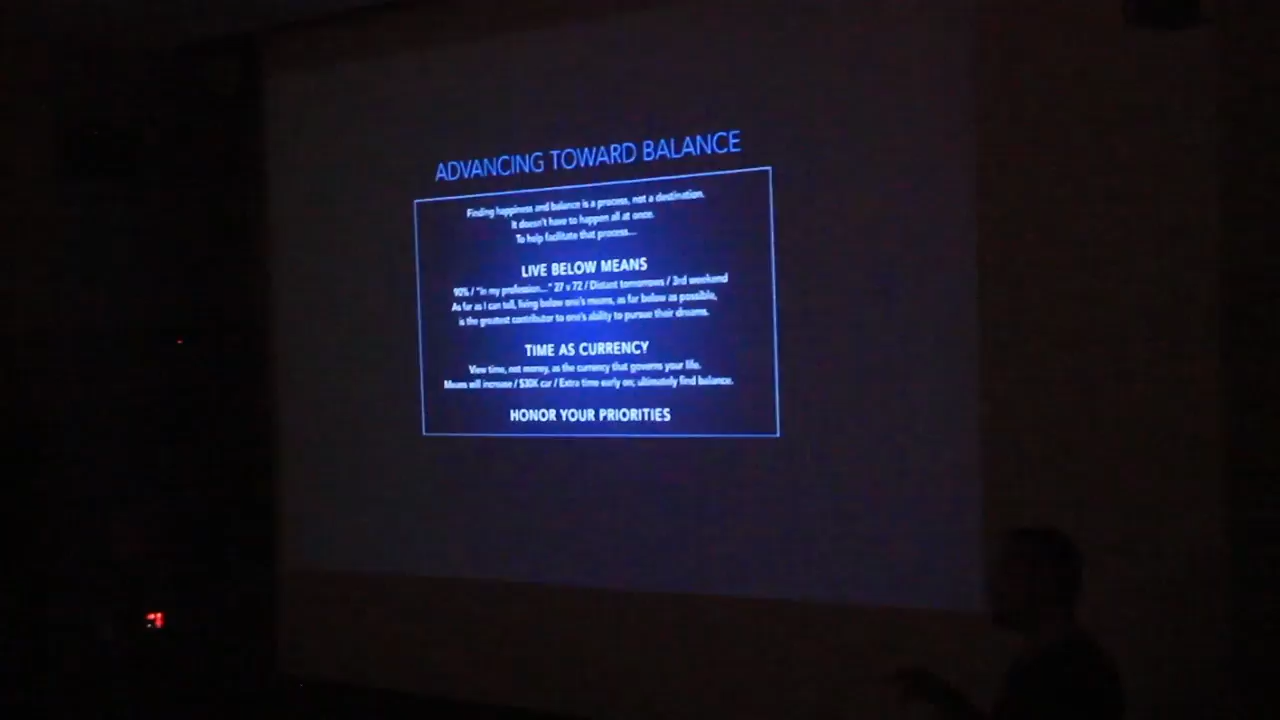 ADVANCING TOWARD BALANCE
Finding happiness and balance is a process, not a destination.
It doesn't have to happen all at once.
To help facilitate that process...
LIVE BELOW MEANS
90% / "In my profession..." 27 v 72 / Distant tomorrows / 3rd weekend
As far as I can tell, living below one's means, as far below as possible,
is the greatest contributor to one's ability to pursue their dreams.
TIME AS CURRENCY
View time, not money, as the currency that governs your life.
Means will increase / $30K car / Extra time early on, ultimately find balance.
HONOR YOUR PRIORITIES